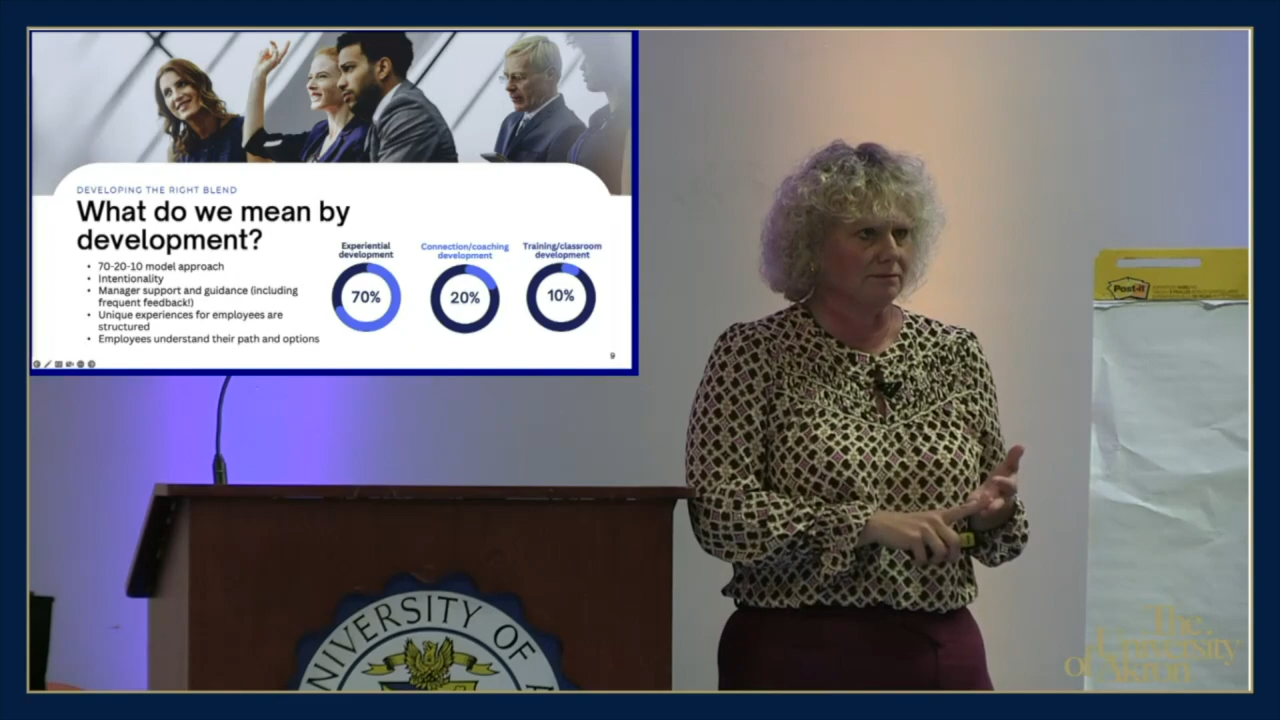 DEVELOPING THE RIGHT BLEND
What do we mean by
development?
• 70-20-10 model approach
• Intentionality
• Manager support and guidance (including
frequent feedback!)
• Unique experiences for employees are
structured
• Employees understand their path and options
Experiential
development
70%
Connection/coaching
development
20%
Training/classroom
development
10%
9
Post-it
NIVERSITY OF A
The
University
of Akron